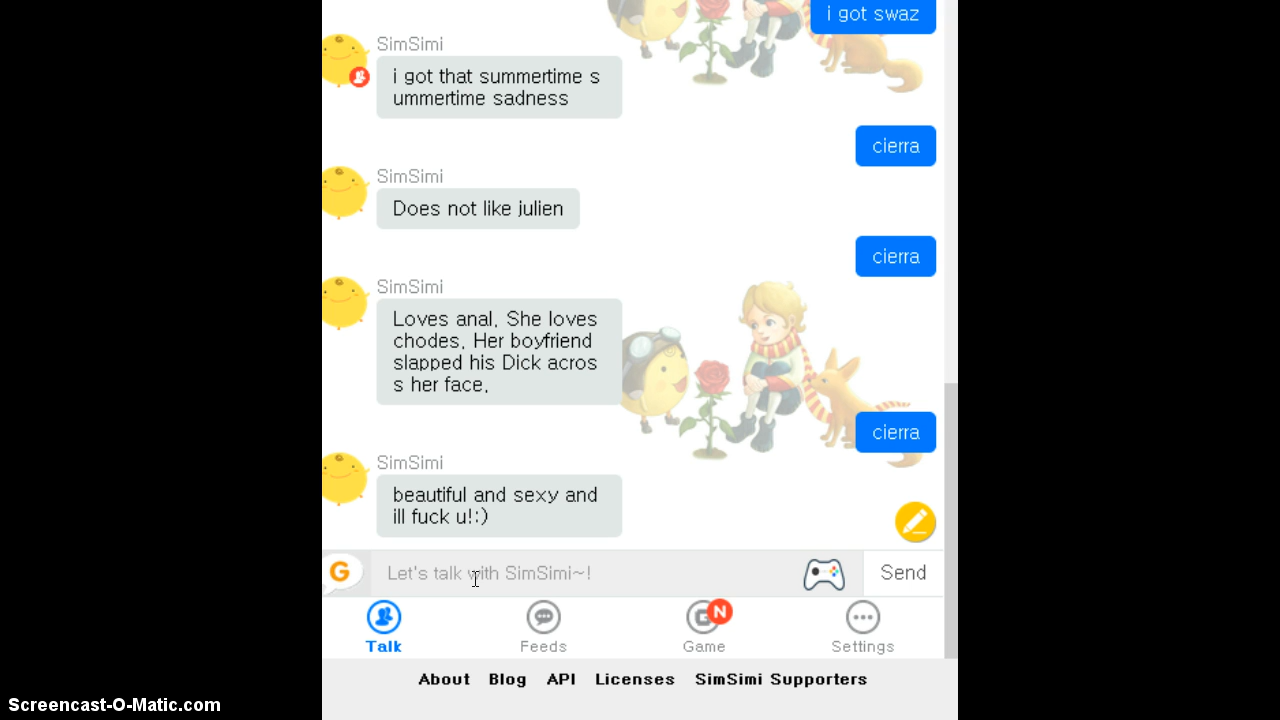 i got swaz
SimSimi
i got that summertime s
ummertime sadness
cierra
SimSimi
Does not like julien
cierra
SimSimi
Loves anal. She loves
chodes. Her boyfriend
slapped his Dick acros
s her face.
cierra
SimSimi
beautiful and sexy and
ill fuck u!:)
G
Let's talk with SimSimi~!
Send
N
Talk
Feeds
Game
Settings
About Blog API Licenses SimSimi Supporters
Screencast-O-Matic.com